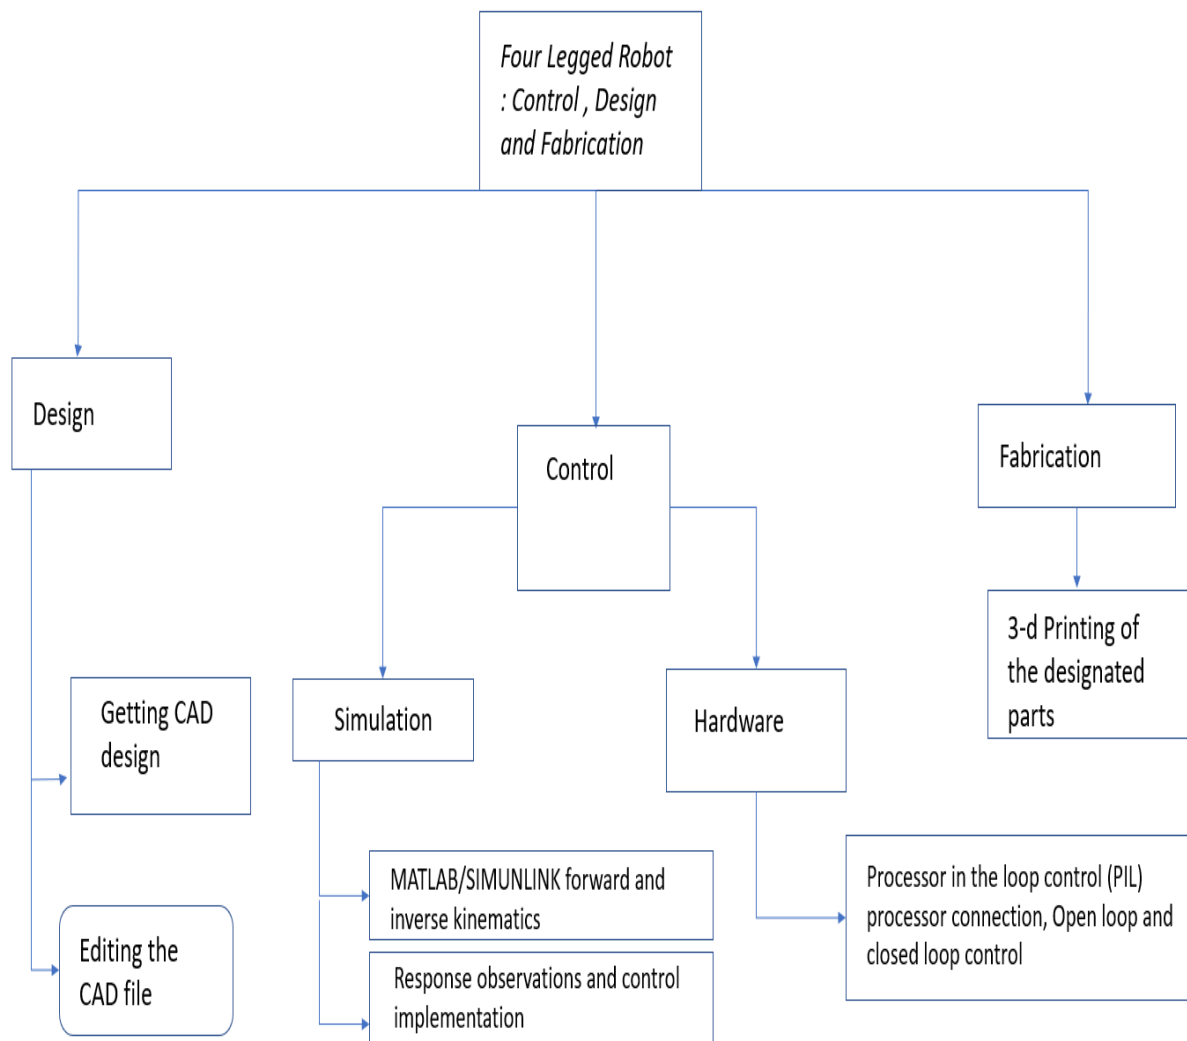 Four Legged Robot
: Control , Design
and Fabrication
Design
Control
Fabrication
Getting CAD
design
Editing the
CAD file
Simulation
MATLAB/SIMUNLINK forward and
inverse kinematics
Response observations and control
implementation
Hardware
Processor in the loop control (PIL)
processor connection, Open loop and
closed loop control
3-d Printing of
the designated
parts